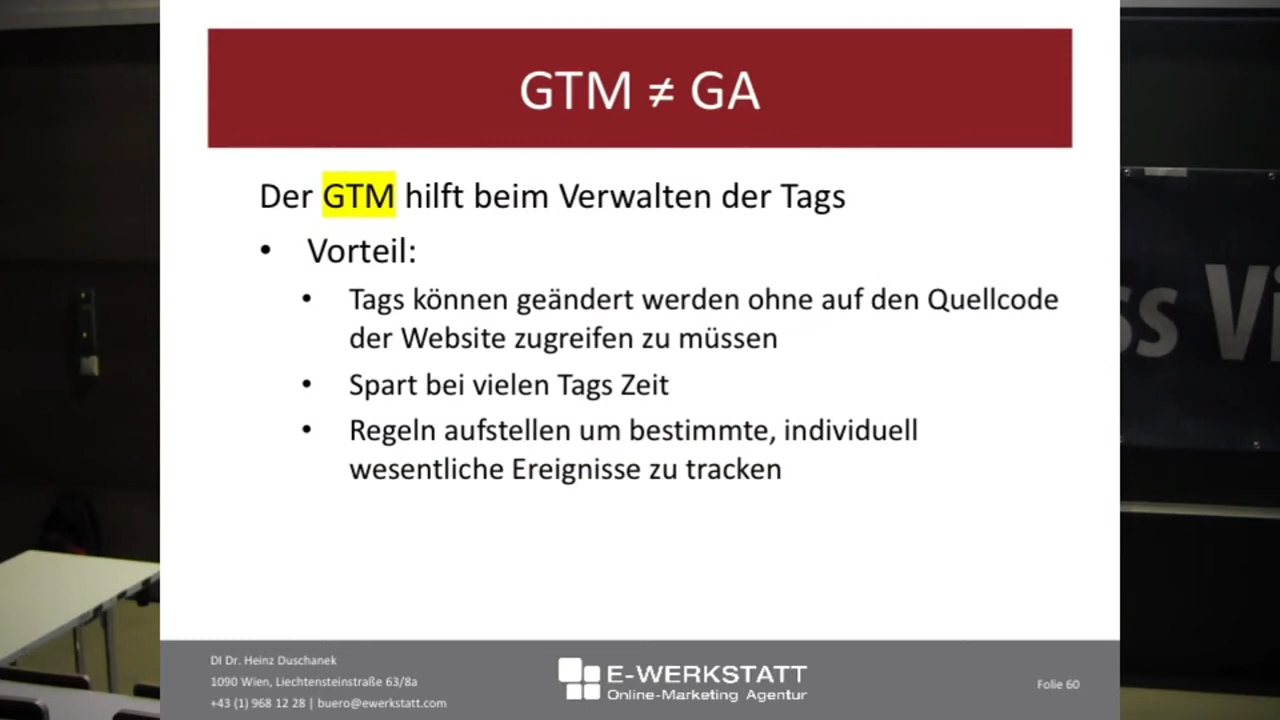 GTM ≠ GA
Der GTM hilft beim Verwalten der Tags
• Vorteil:
• Tags können geändert werden ohne auf den Quellcode
der Website zugreifen zu müssen
• Spart bei vielen Tags Zeit
• Regeln aufstellen um bestimmte, individuell
wesentliche Ereignisse zu tracken
DI Dr. Heinz Duschanek
1090 Wien, Liechtensteinstraße 63/8a
+43 (1) 968 12 28 | buero@ewerkstatt.com
E-WERKSTATT
Online-Marketing Agentur
Folie 60